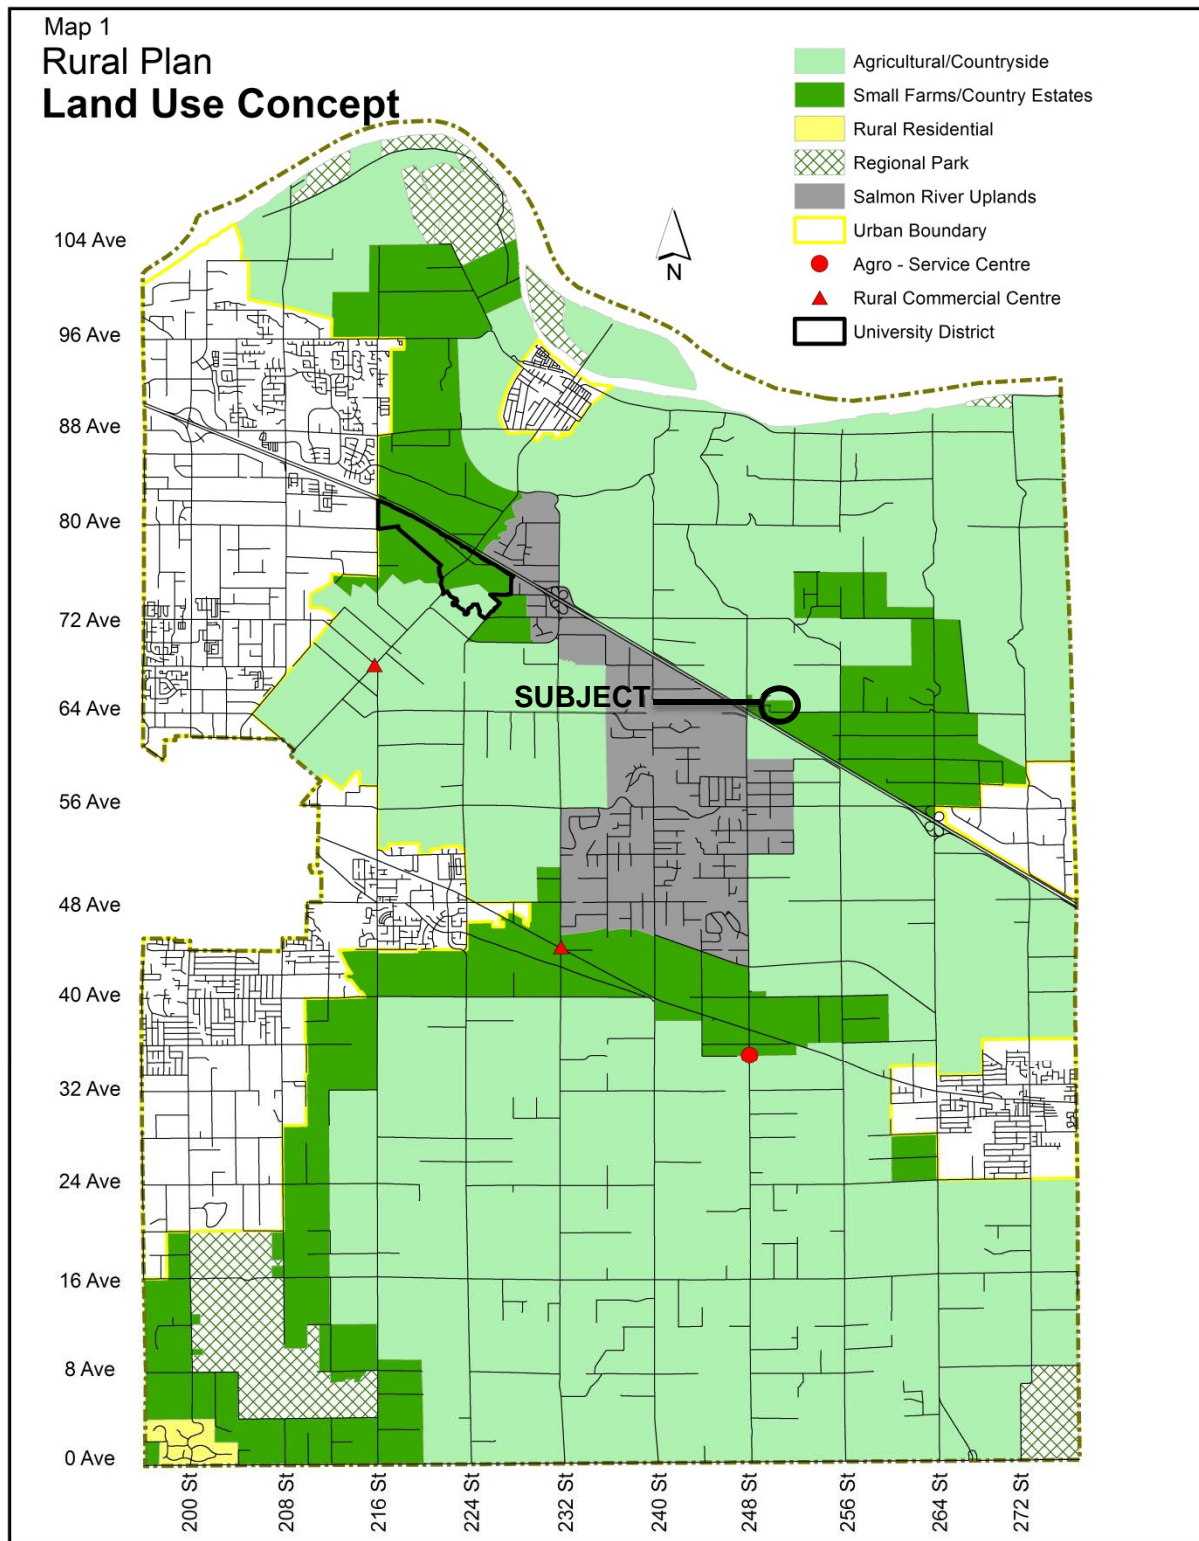 Map 1
Rural Plan
Land Use Concept
Agricultural/Countryside
Small Farms/Country Estates
Rural Residential
Regional Park
Salmon River Uplands
Urban Boundary
Agro - Service Centre
Rural Commercial Centre
University District
N
104 Ave
96 Ave
88 Ave
80 Ave
72 Ave
64 Ave
SUBJECT
56 Ave
48 Ave
40 Ave
32 Ave
24 Ave
16 Ave
8 Ave
0 Ave
200 St
208 St
216 St
224 St
232 St
240 St
248 St
256 St
264 St
272 St